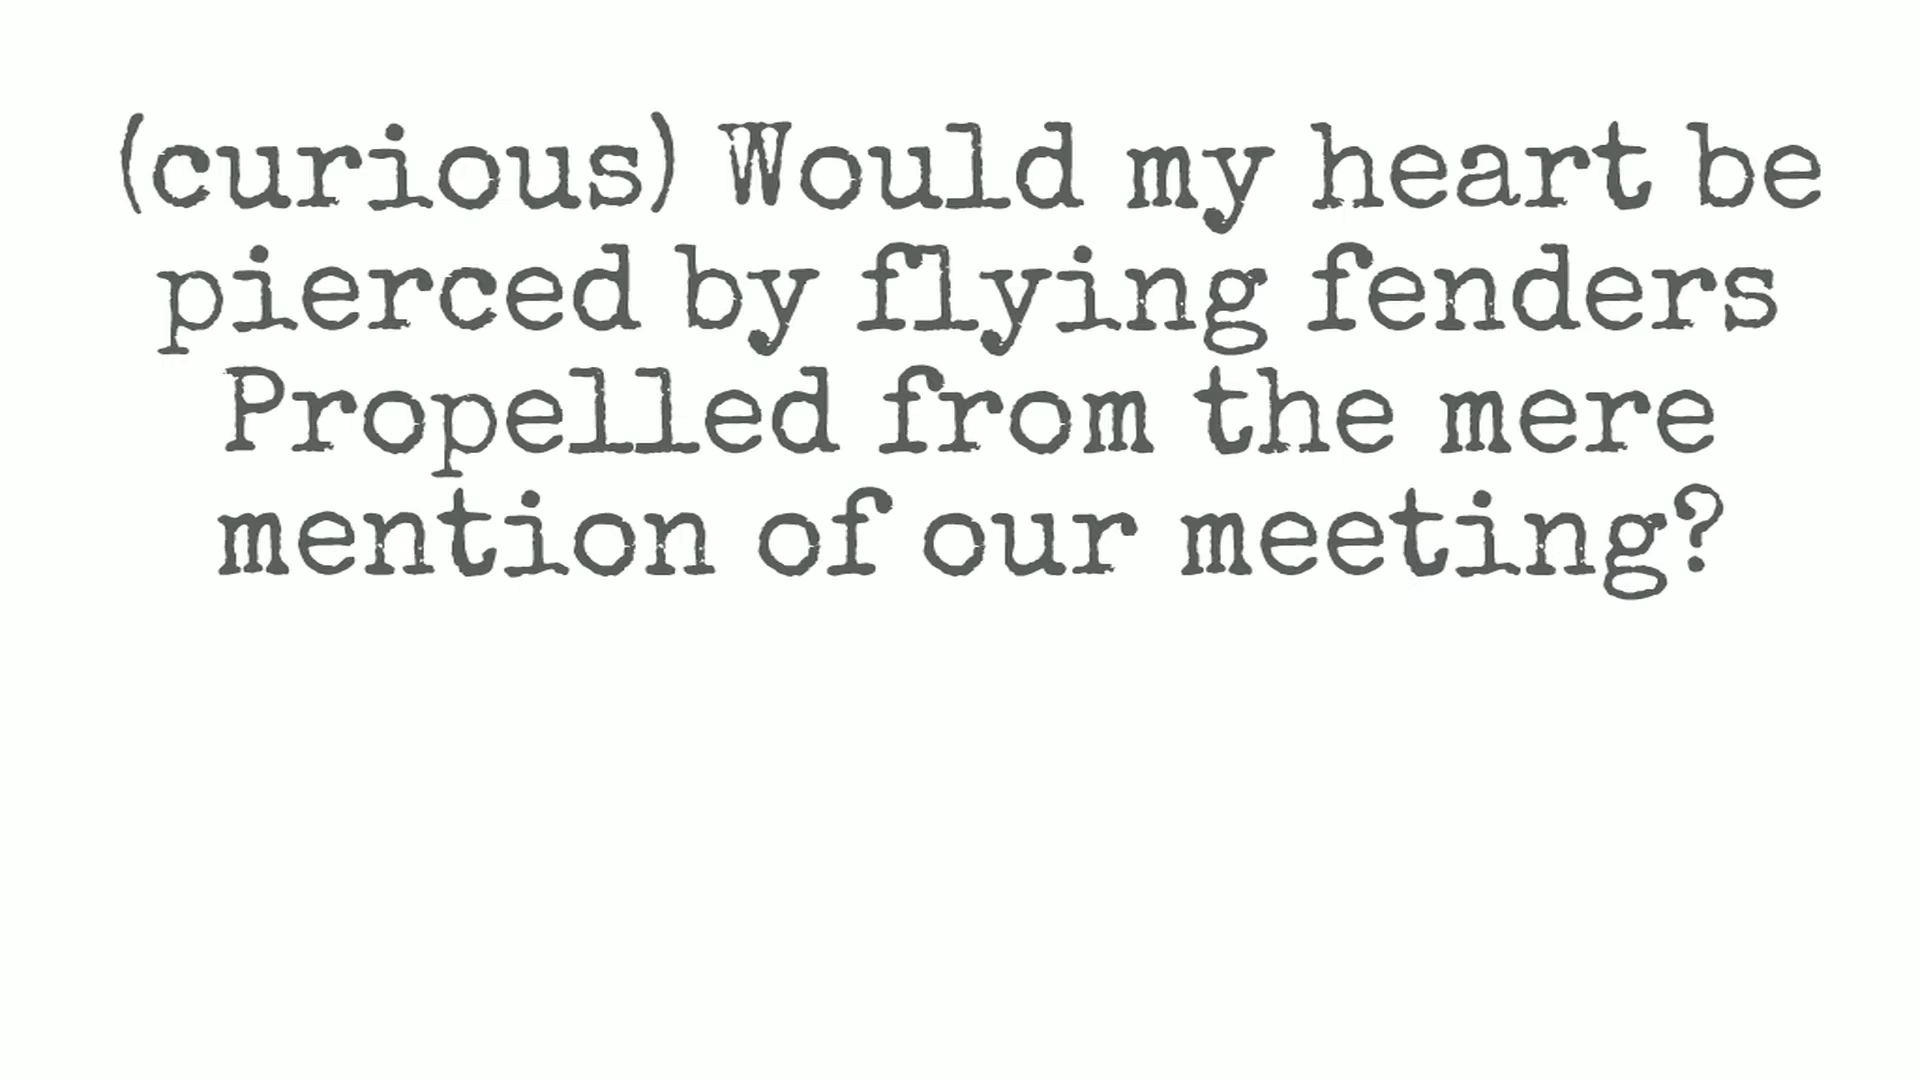 (curious) Would my heart be
pierced by flying fenders
Propelled from the mere
mention of our meeting?